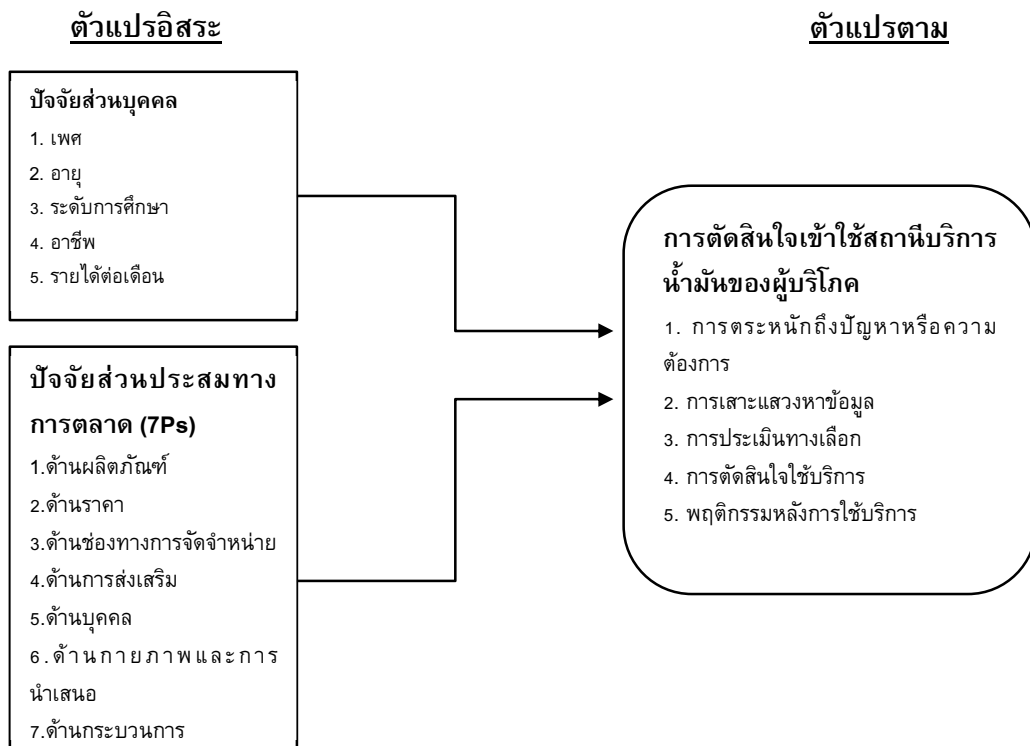 ตัวแปรอิสระ
ตัวแปรตาม
ปัจจัยส่วนบุคคล
1. เพศ
2. อายุ
3. ระดับการศึกษา
4. อาชีพ
5. รายได้ต่อเดือน
ปัจจัยส่วนประสมทาง
การตลาด (7Ps)
1.ด้านผลิตภัณฑ์
2.ด้านราคา
3.ด้านช่องทางการจัดจำหน่าย
4.ด้านการส่งเสริม
5.ด้านบุคคล
6.ด้านกายภาพและการ
นำเสนอ
7.ด้านกระบวนการ
การตัดสินใจเข้าใช้สถานีบริการ
น้ำมันของผู้บริโภค
1. การตระหนักถึงปัญหาหรือความ
ต้องการ
2. การเสาะแสวงหาข้อมูล
3. การประเมินทางเลือก
4. การตัดสินใจใช้บริการ
5. พฤติกรรมหลังการใช้บริการ